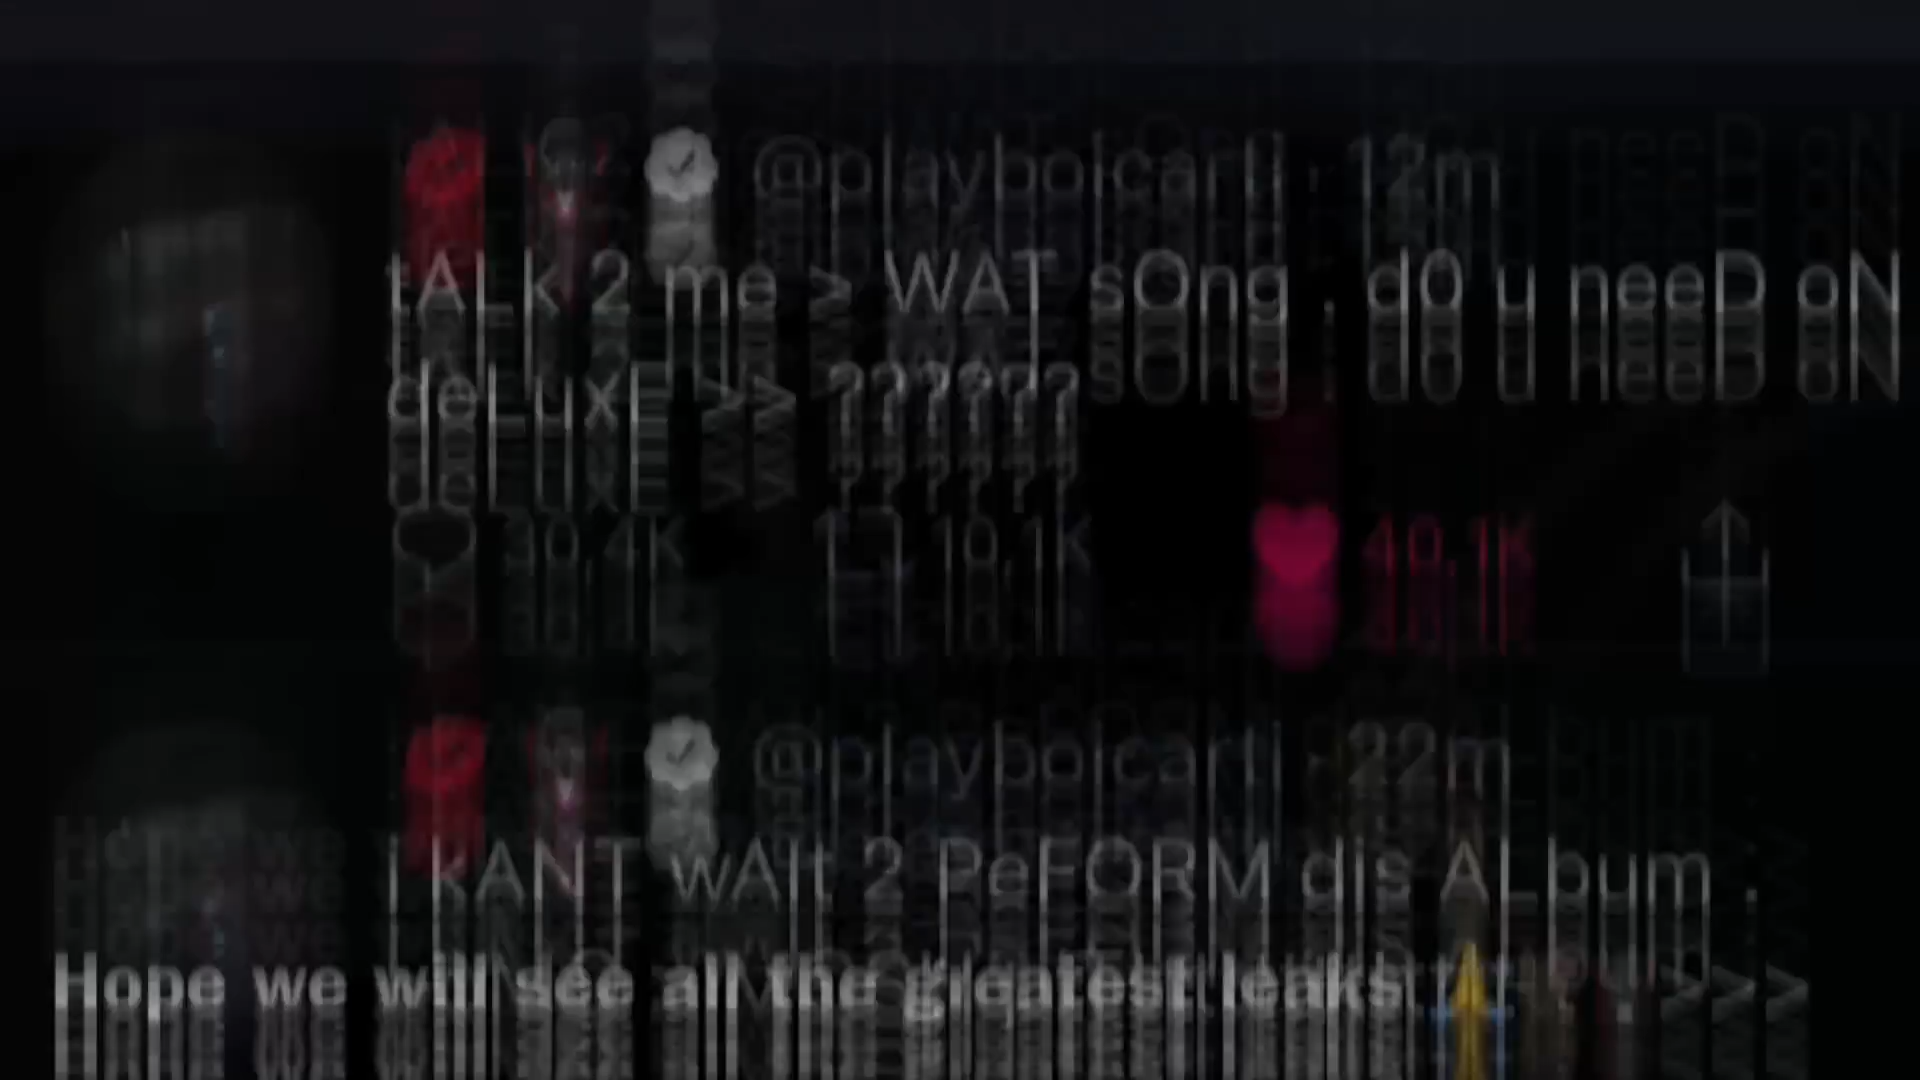 @playboicarti · 12m
tALk 2 me > WAT sOng . d0 u neeD oN
deLuxE >> ??????
30.4K 10.1K 40.1K
@playboicarti · 22m
i KANT wAIt 2 PeFORM dis ALbum .
Hope we will see all the greatest leaks
>>>